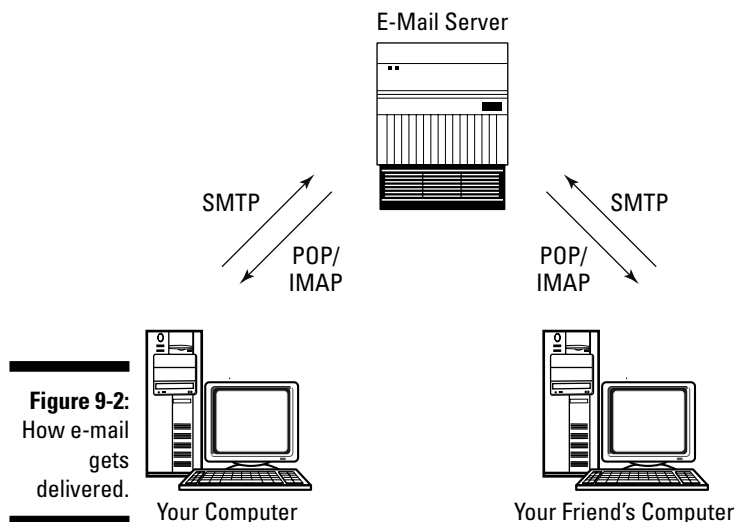 E-Mail Server
SMTP
SMTP
POP/
IMAP
POP/
IMAP
Figure 9-2:
How e-mail
gets
delivered.
Your Computer
Your Friend's Computer